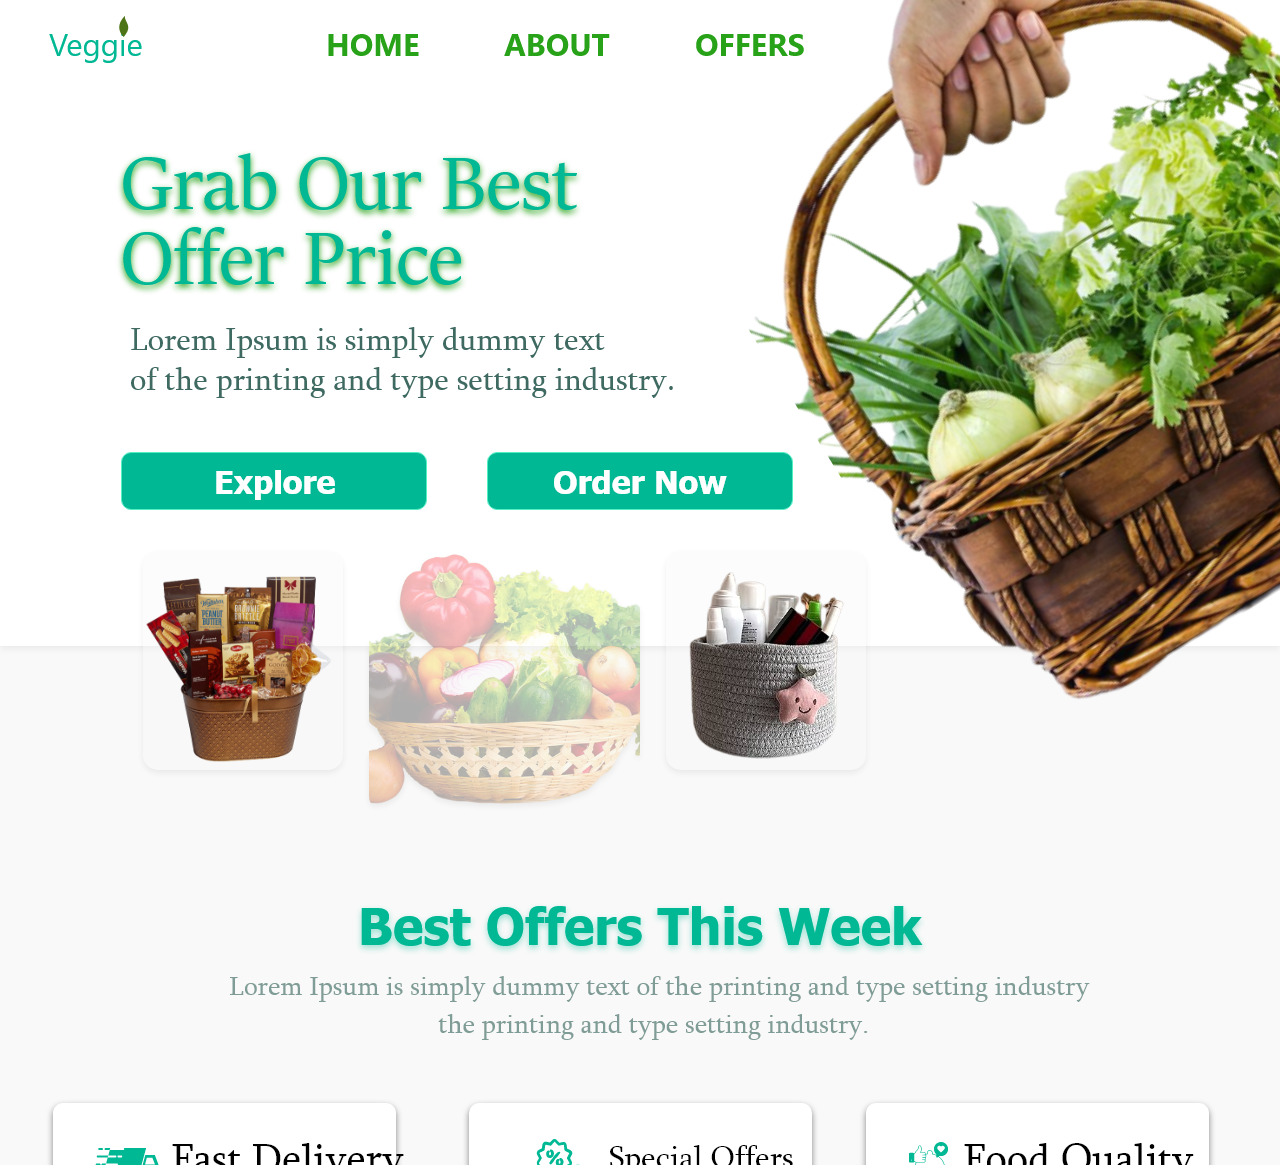 Veggie
HOME
ABOUT
OFFERS
Grab Our Best
Offer Price
Lorem Ipsum is simply dummy text
of the printing and type setting industry.
Explore
Order Now
Best Offers This Week
Lorem Ipsum is simply dummy text of the printing and type setting industry
the printing and type setting industry.
Fast Delivery
Special Offers
Food Quality